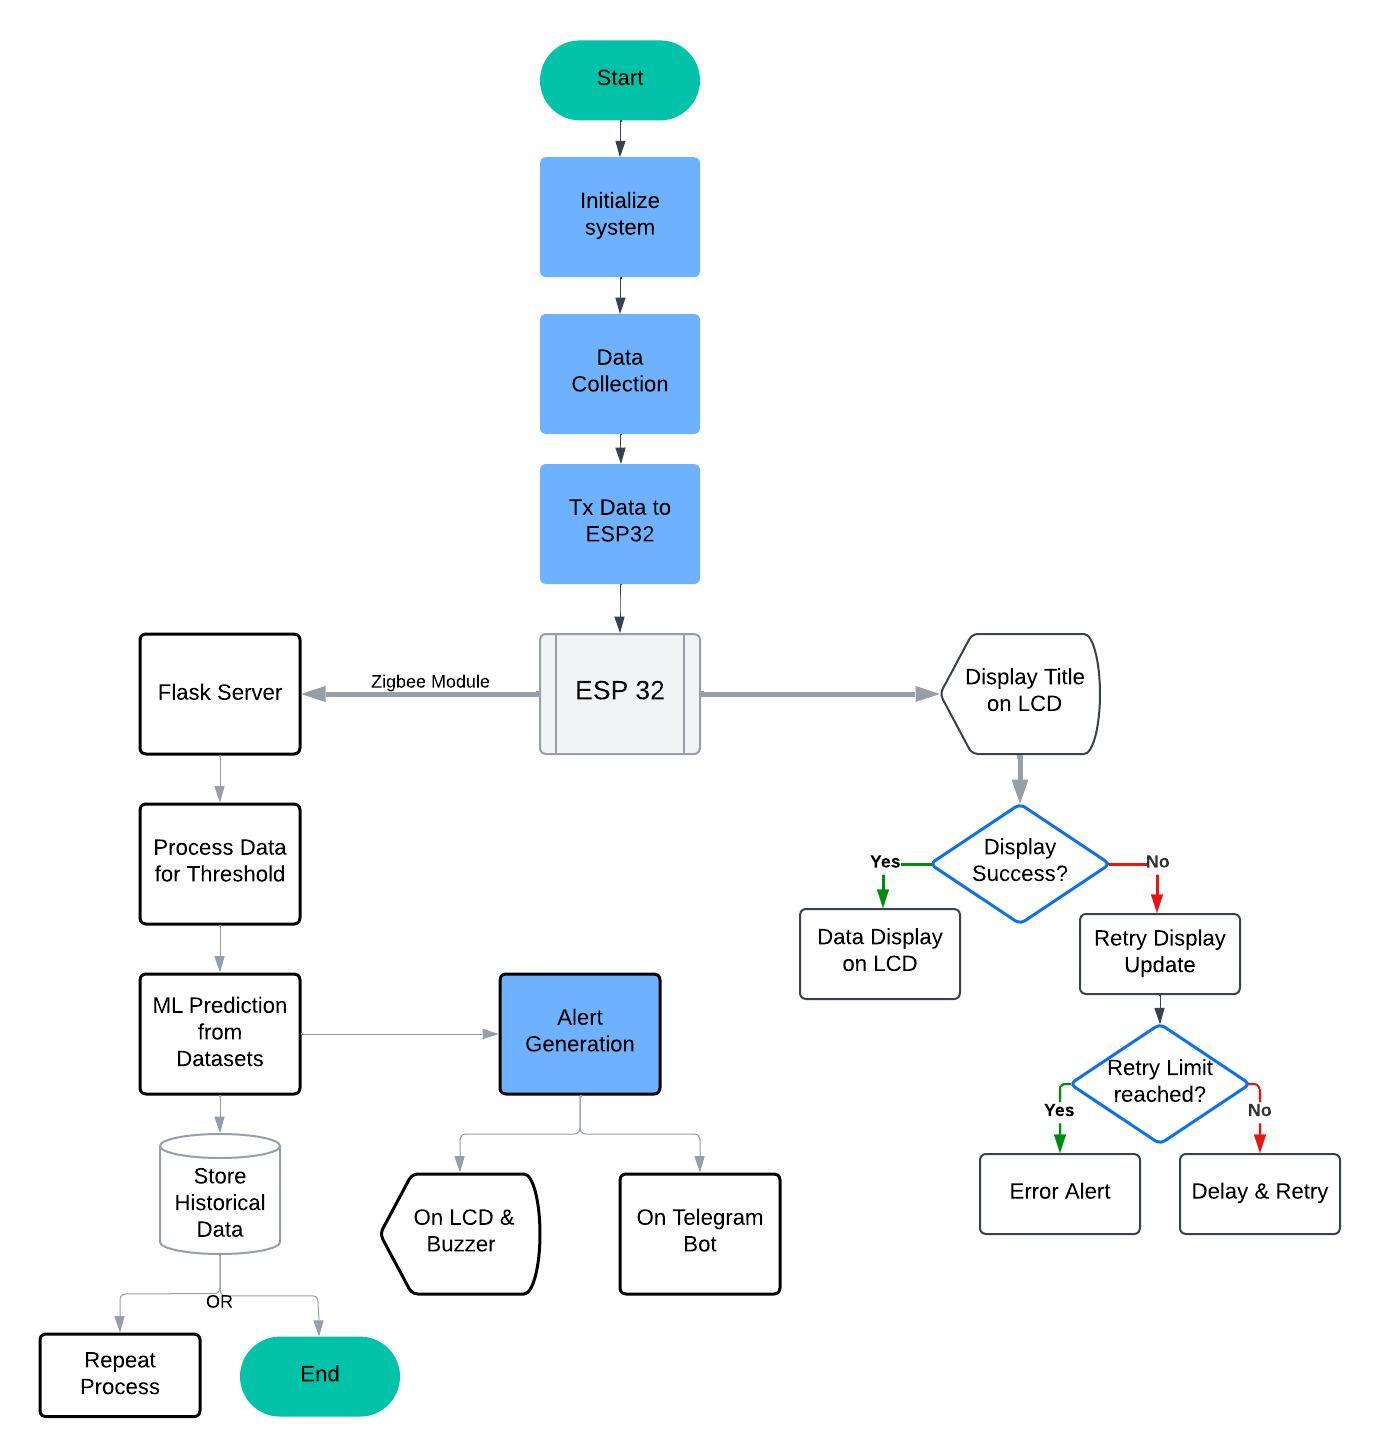 Start
Initialize
system
Data
Collection
Tx Data to
ESP32
Flask Server
Zigbee Module
ESP 32
Display Title
on LCD
Process Data
for Threshold
Display
Success?
Yes
No
Data Display
on LCD
Retry Display
Update
ML Prediction
from
Datasets
Alert
Generation
Retry Limit
reached?
Yes
No
Store
Historical
Data
On LCD &
Buzzer
On Telegram
Bot
Error Alert
Delay & Retry
OR
Repeat
Process
End